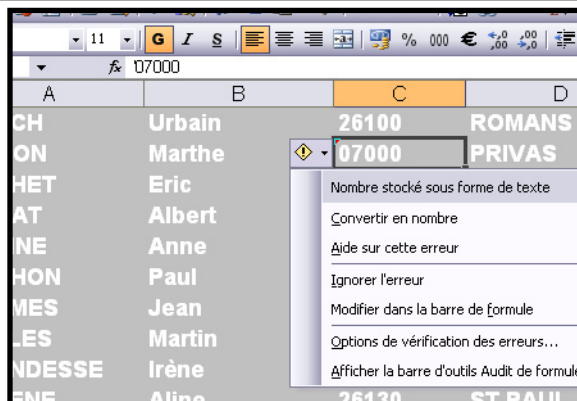 11 G I S % 000 € ,00 ,0
fx '07000
A B C D
CH Urbain 26100 ROMANS
ON Marthe 07000 PRIVAS
HET Eric
AT Albert
NE Anne
HON Paul
MES Jean
LES Martin
NDESSE Irène
ENE Aline 26130 ST PAUL
Nombre stocké sous forme de texte
Convertir en nombre
Aide sur cette erreur
Ignorer l'erreur
Modifier dans la barre de formule
Options de vérification des erreurs...
Afficher la barre d'outils Audit de formule